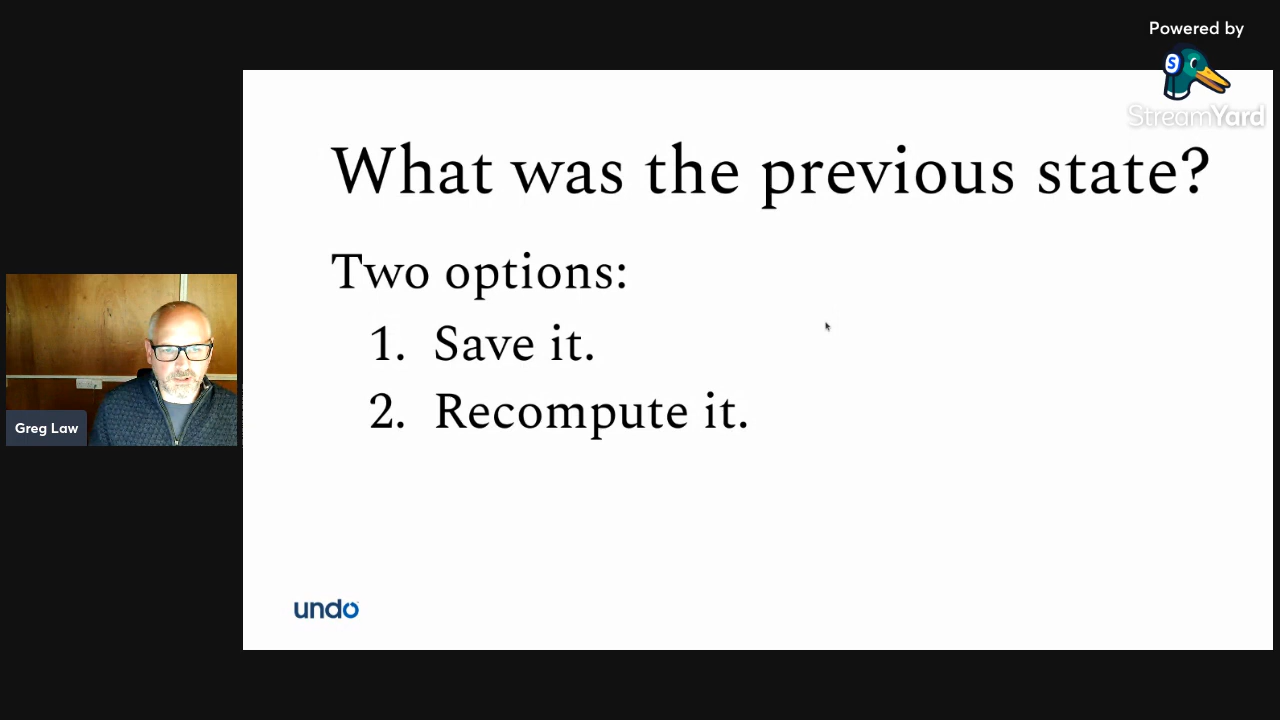 Powered by
S
StreamYard
What was the previous state?
Two options:
1. Save it.
2. Recompute it.
Greg Law
undo